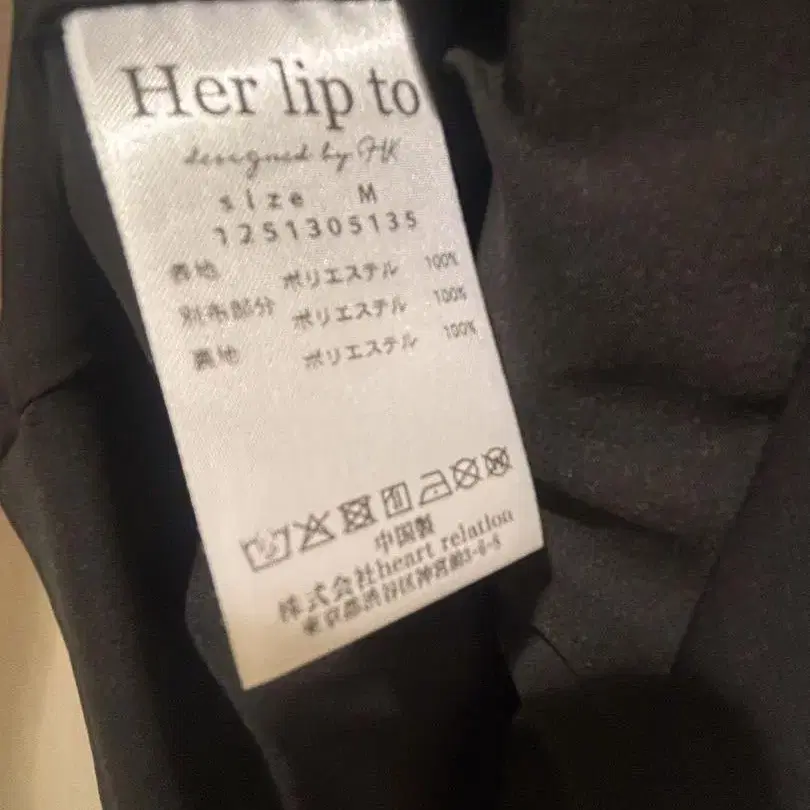 Her lip to
designed by HK
size M
1251305135
表地 ポリエステル 100%
別布部分 ポリエステル 100%
裏地 ポリエステル 100%
中国製
株式会社heart relation
東京都渋谷区神宮前